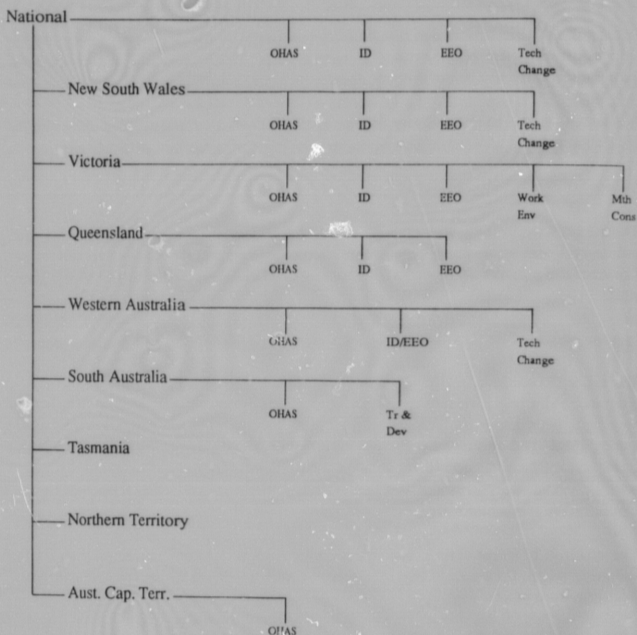 National
OHAS ID EEO Tech
Change
New South Wales
OHAS ID EEO Tech
Change
Victoria
OHAS ID EEO Work Mth
Env Cons
Queensland
OHAS ID EEO
Western Australia
OHAS ID/EEO Tech
Change
South Australia
OHAS Tr &
Dev
Tasmania
Northern Territory
Aust. Cap. Terr.
OHAS